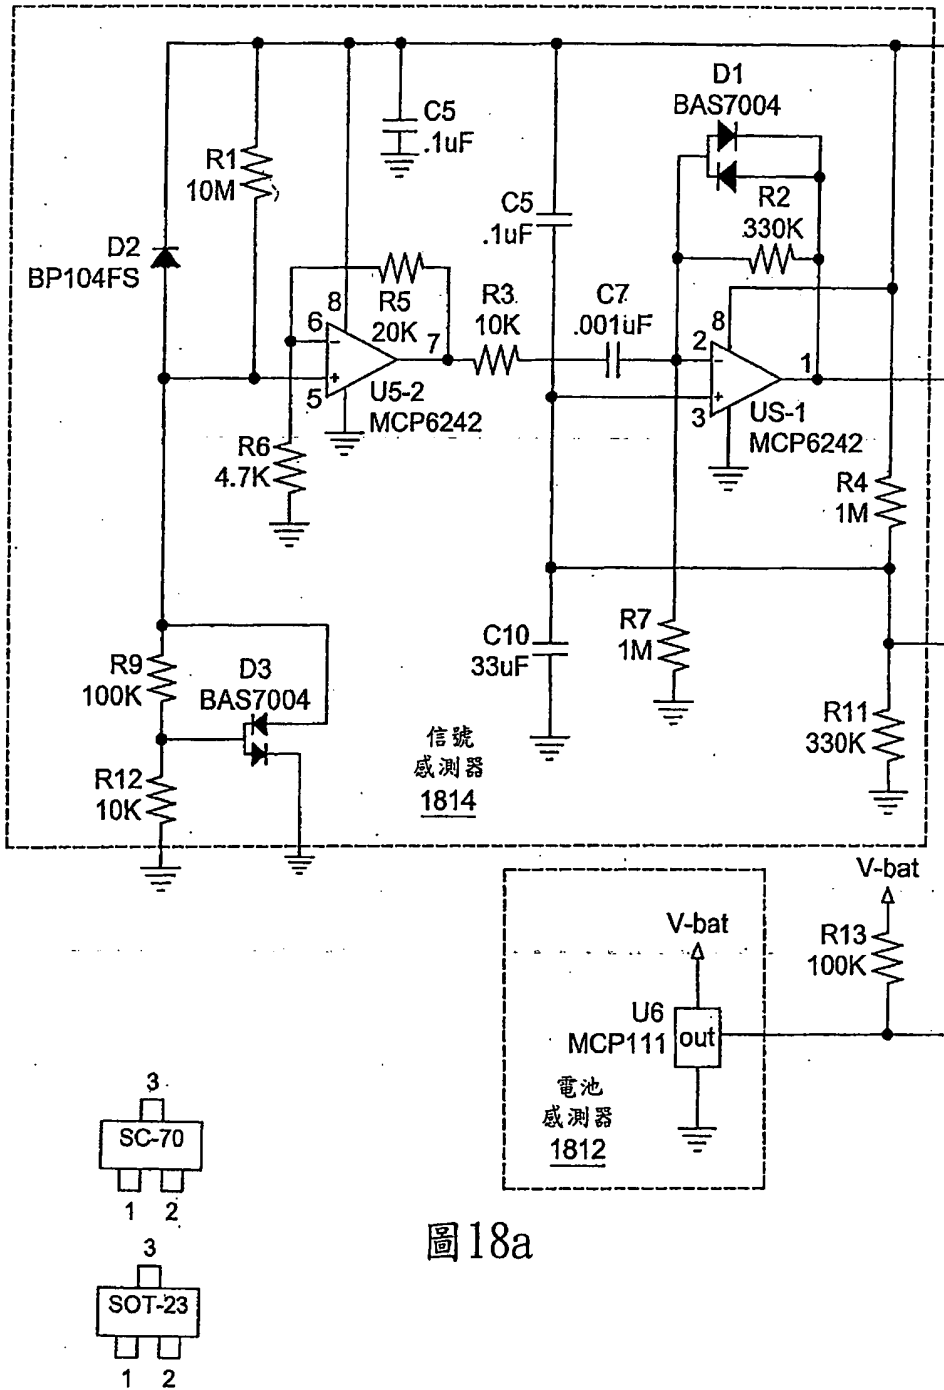 D1
BAS7004
C5
.1uF
R1
10M
R2
330K
C5
.1uF
D2
BP104FS
R5
20K
R3
10K
C7
.001uF
8
6
-
+
5
7
U5-2
MCP6242
8
2
-
+
3
1
US-1
MCP6242
R6
4.7K
R4
1M
R9
100K
D3
BAS7004
C10
33uF
R7
1M
R12
10K
R11
330K
信號
感測器
1814
V-bat
V-bat
R13
100K
U6
MCP111
out
電池
感測器
1812
3
SC-70
1 2
3
SOT-23
1 2
圖18a